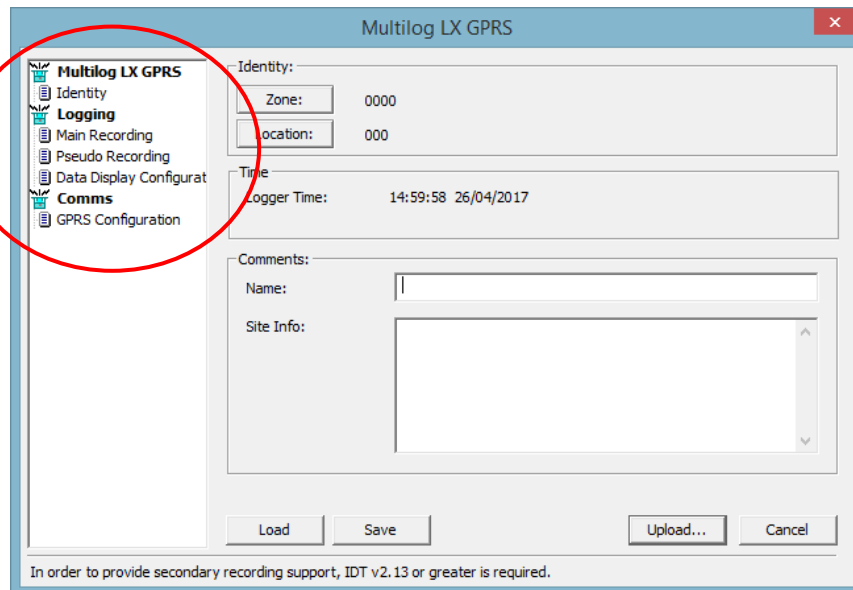 Multilog LX GPRS
Multilog LX GPRS
Identity
Logging
Main Recording
Pseudo Recording
Data Display Configurat
Comms
GPRS Configuration
Identity:
Zone: 0000
Location: 000
Time
Logger Time: 14:59:58 26/04/2017
Comments:
Name:
Site Info:
Load Save Upload... Cancel
In order to provide secondary recording support, IDT v2.13 or greater is required.